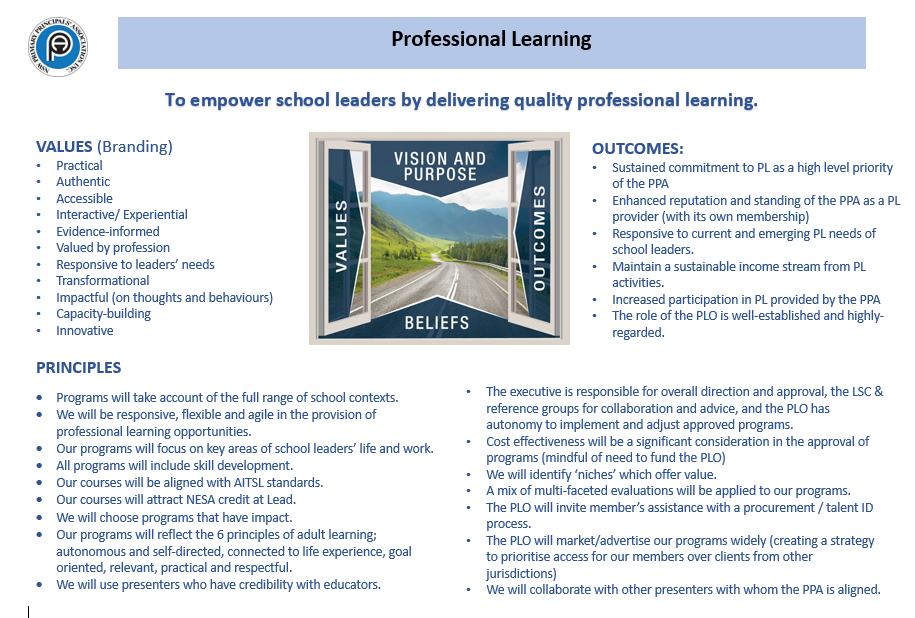 NSW PRIMARY PRINCIPALS' ASSOCIATION INC.
Professional Learning
To empower school leaders by delivering quality professional learning.
VALUES (Branding)
• Practical
• Authentic
• Accessible
• Interactive/ Experiential
• Evidence-informed
• Valued by profession
• Responsive to leaders' needs
• Transformational
• Impactful (on thoughts and behaviours)
• Capacity-building
• Innovative
VISION AND
PURPOSE
VALUES
OUTCOMES
BELIEFS
OUTCOMES:
• Sustained commitment to PL as a high level priority
of the PPA
• Enhanced reputation and standing of the PPA as a PL
provider (with its own membership)
• Responsive to current and emerging PL needs of
school leaders.
• Maintain a sustainable income stream from PL
activities.
• Increased participation in PL provided by the PPA
• The role of the PLO is well-established and highly-
regarded.
PRINCIPLES
• Programs will take account of the full range of school contexts.
• We will be responsive, flexible and agile in the provision of
professional learning opportunities.
• Our programs will focus on key areas of school leaders' life and work.
• All programs will include skill development.
• Our courses will be aligned with AITSL standards.
• Our courses will attract NESA credit at Lead.
• We will choose programs that have impact.
• Our programs will reflect the 6 principles of adult learning;
autonomous and self-directed, connected to life experience, goal
oriented, relevant, practical and respectful.
• We will use presenters who have credibility with educators.
• The executive is responsible for overall direction and approval, the LSC &
reference groups for collaboration and advice, and the PLO has
autonomy to implement and adjust approved programs.
• Cost effectiveness will be a significant consideration in the approval of
programs (mindful of need to fund the PLO)
• We will identify 'niches' which offer value.
• A mix of multi-faceted evaluations will be applied to our programs.
• The PLO will invite member's assistance with a procurement / talent ID
process.
• The PLO will market/advertise our programs widely (creating a strategy
to prioritise access for our members over clients from other
jurisdictions)
• We will collaborate with other presenters with whom the PPA is aligned.